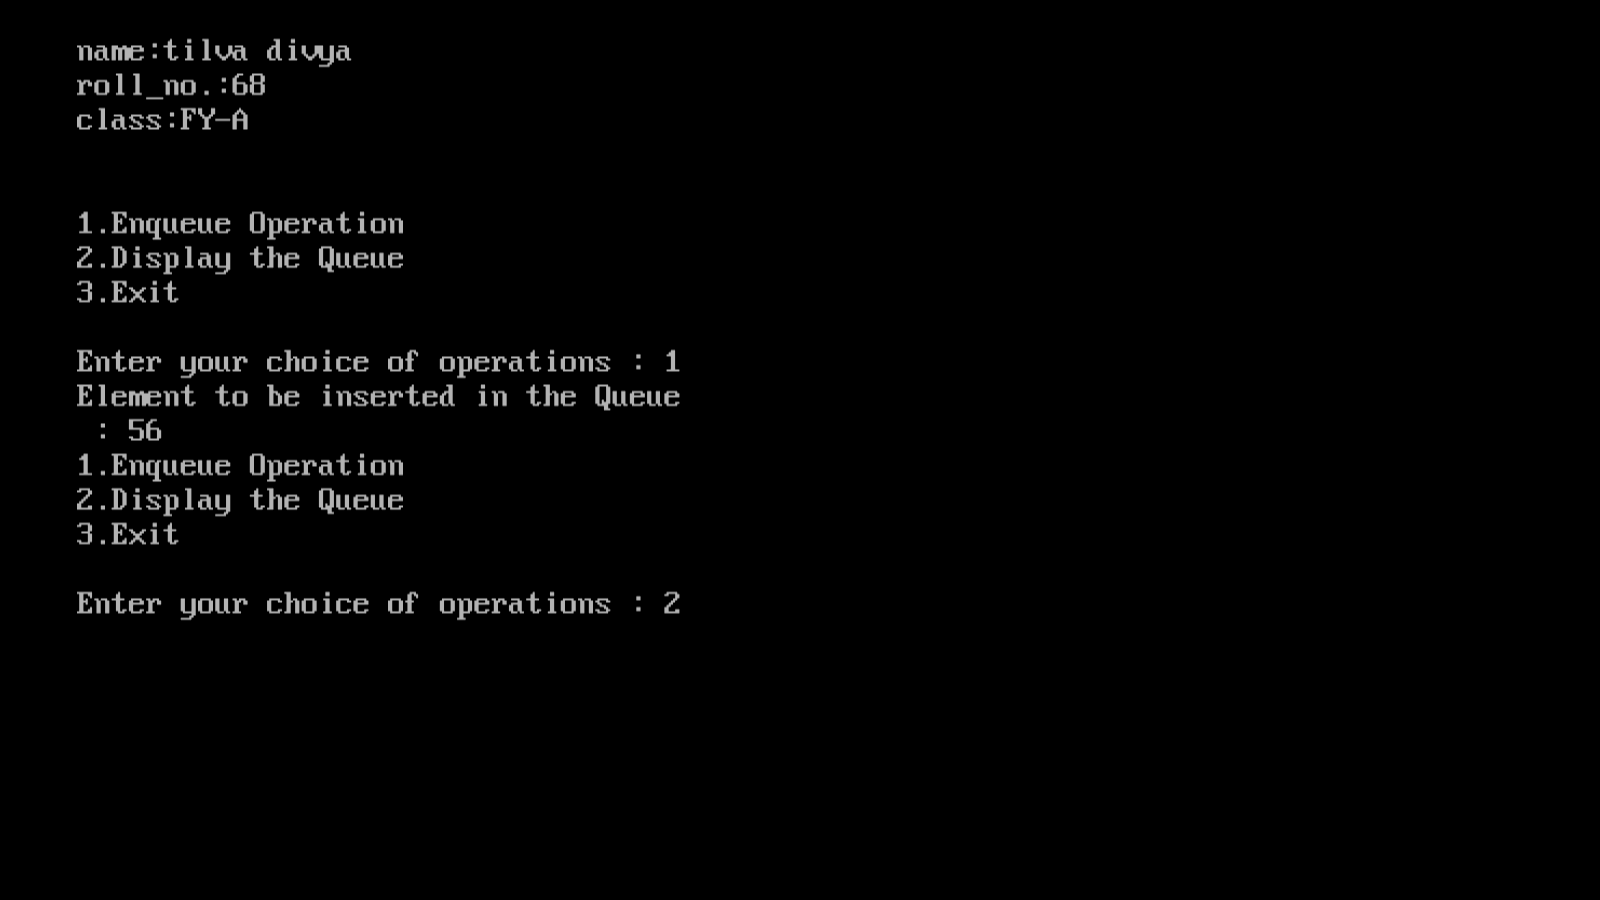 name:tilva divya
roll_no.:68
class:FY-A
1.Enqueue Operation
2.Display the Queue
3.Exit
Enter your choice of operations : 1
Element to be inserted in the Queue
 : 56
1.Enqueue Operation
2.Display the Queue
3.Exit
Enter your choice of operations : 2